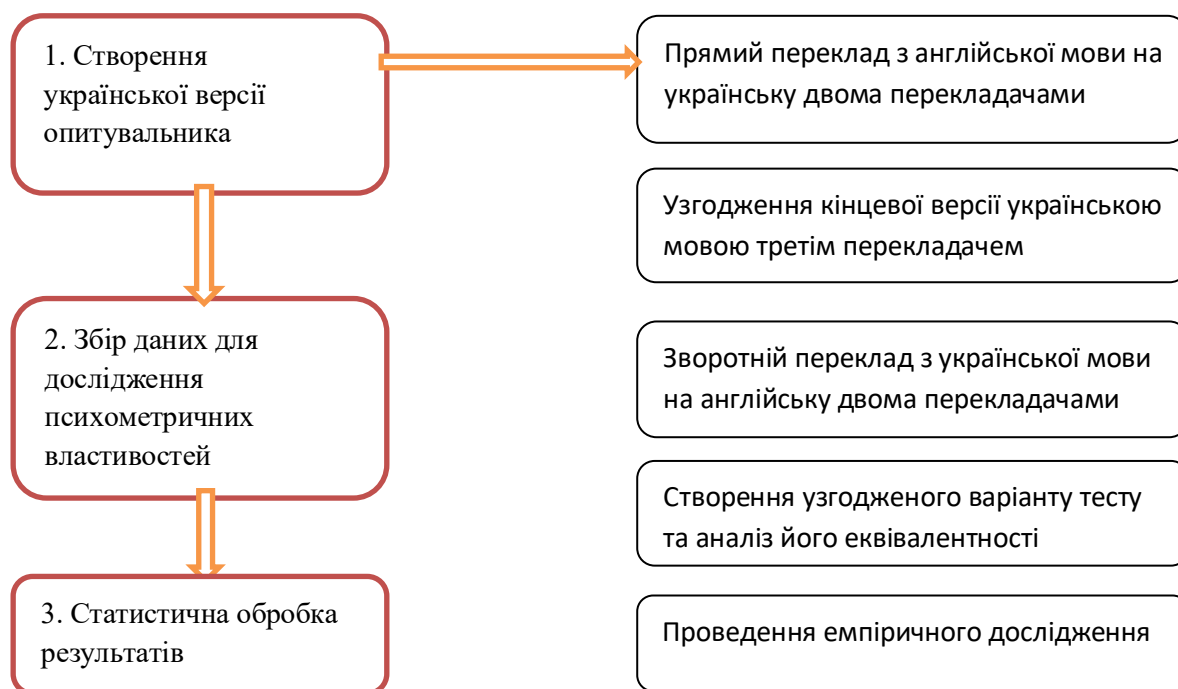 1. Створення
української версії
опитувальника
Прямий переклад з англійської мови на
українську двома перекладачами
Узгодження кінцевої версії українською
мовою третім перекладачем
2. Збір даних для
дослідження
психометричних
властивостей
Зворотній переклад з української мови
на англійську двома перекладачами
Створення узгодженого варіанту тесту
та аналіз його еквівалентності
3. Статистична обробка
результатів
Проведення емпіричного дослідження